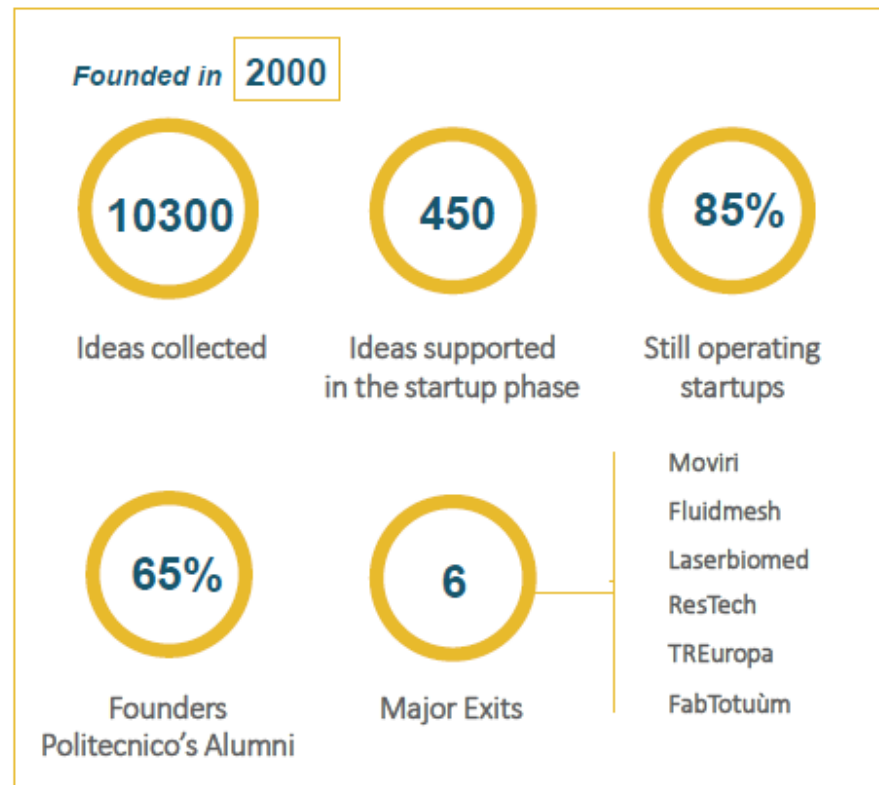 Founded in 2000
10300
Ideas collected
450
Ideas supported
in the startup phase
85%
Still operating
startups
65%
Founders
Politecnico’s Alumni
6
Major Exits
Moviri
Fluidmesh
Laserbiomed
ResTech
TREuropa
FabTotuùm